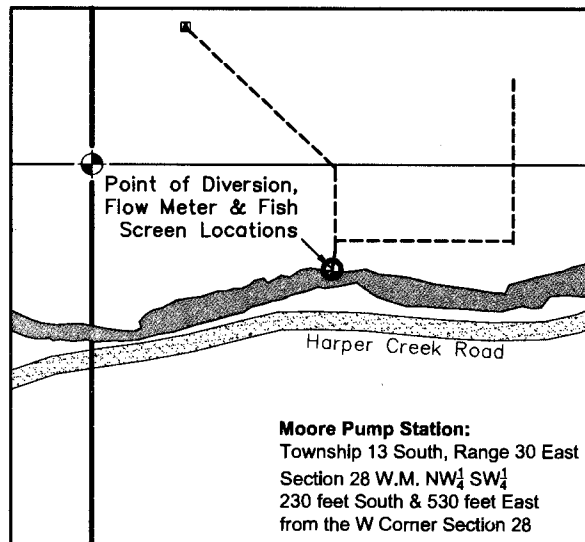 Point of Diversion,
Flow Meter & Fish
Screen Locations
Harper Creek Road
Moore Pump Station:
Township 13 South, Range 30 East
Section 28 W.M. NW¼ SW¼
230 feet South & 530 feet East
from the W Corner Section 28